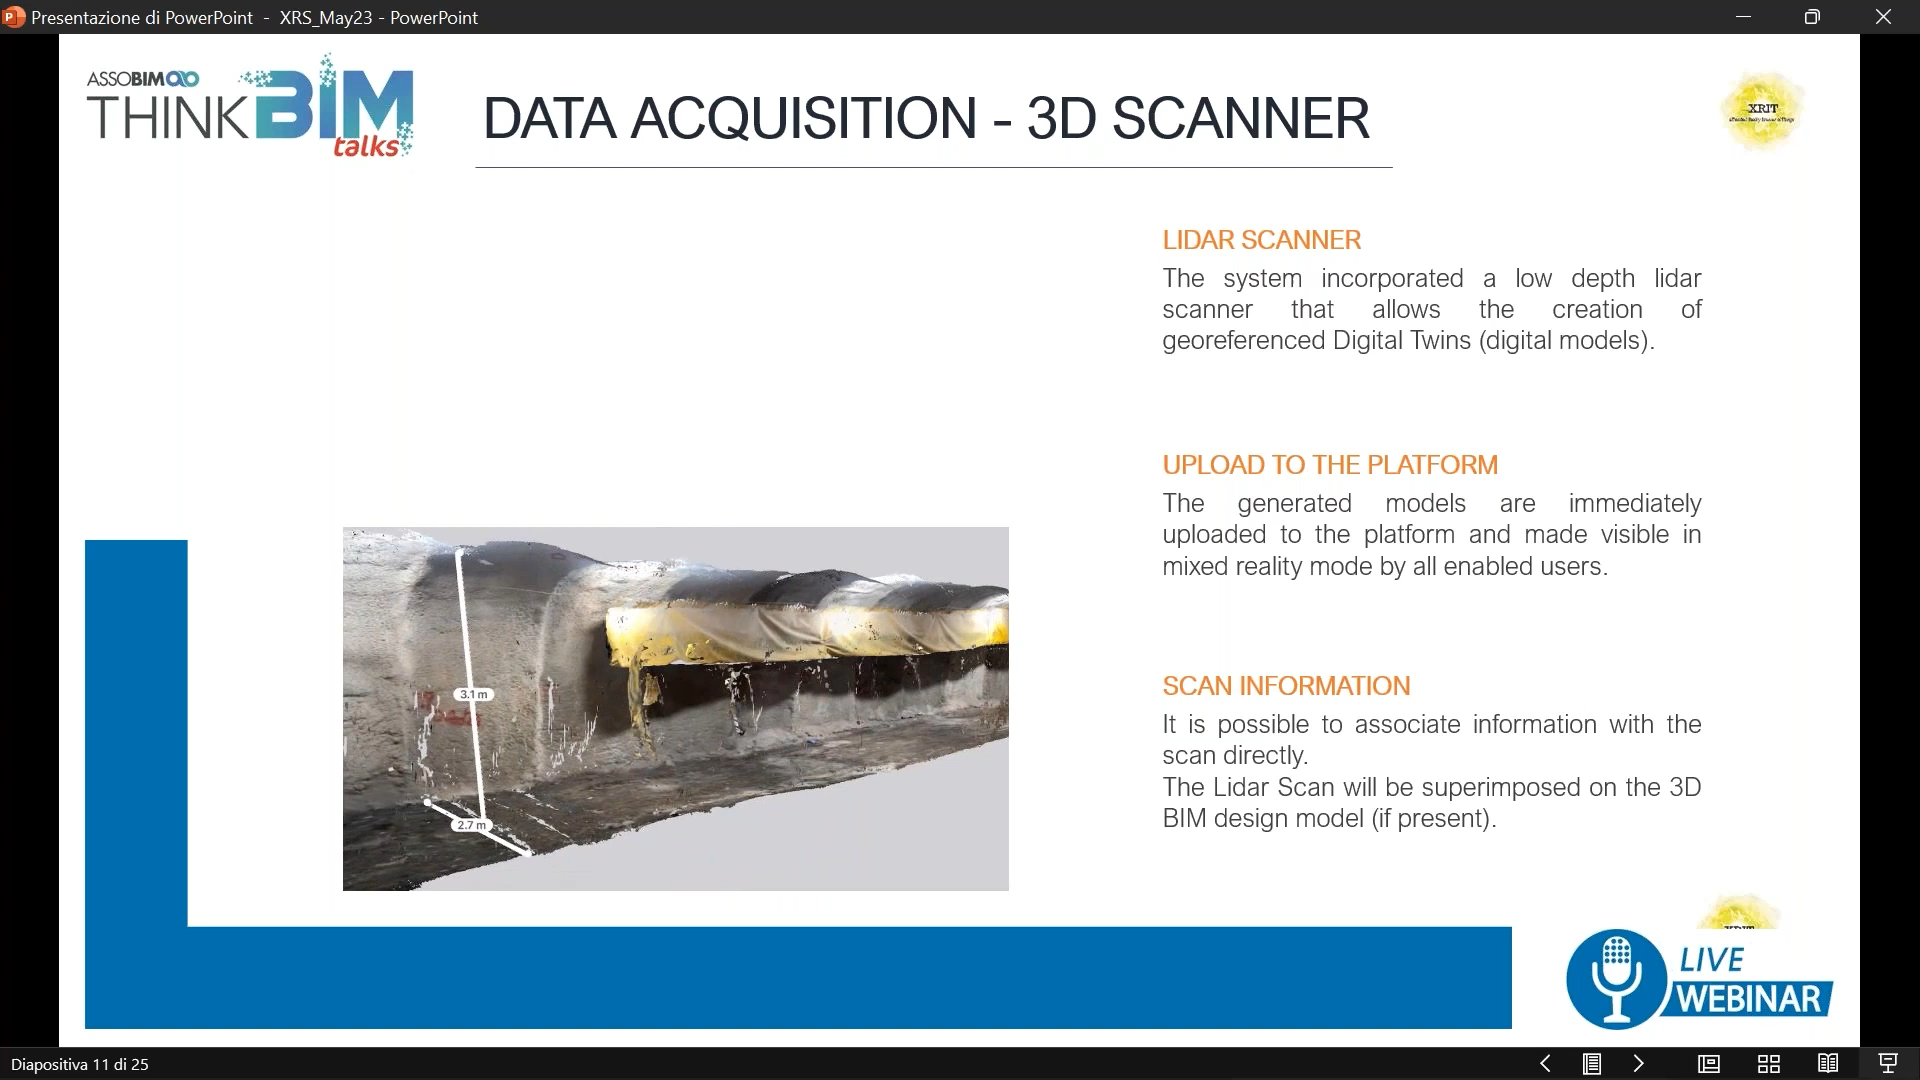 Presentazione di PowerPoint - XRS_May23 - PowerPoint
ASSOBIM
THINK BIM
talks
DATA ACQUISITION - 3D SCANNER
XRIT
LIDAR SCANNER
The system incorporated a low depth lidar
scanner that allows the creation of
georeferenced Digital Twins (digital models).
UPLOAD TO THE PLATFORM
The generated models are immediately
uploaded to the platform and made visible in
mixed reality mode by all enabled users.
3.1 m
2.7 m
SCAN INFORMATION
It is possible to associate information with the
scan directly.
The Lidar Scan will be superimposed on the 3D
BIM design model (if present).
LIVE
WEBINAR
Diapositiva 11 di 25